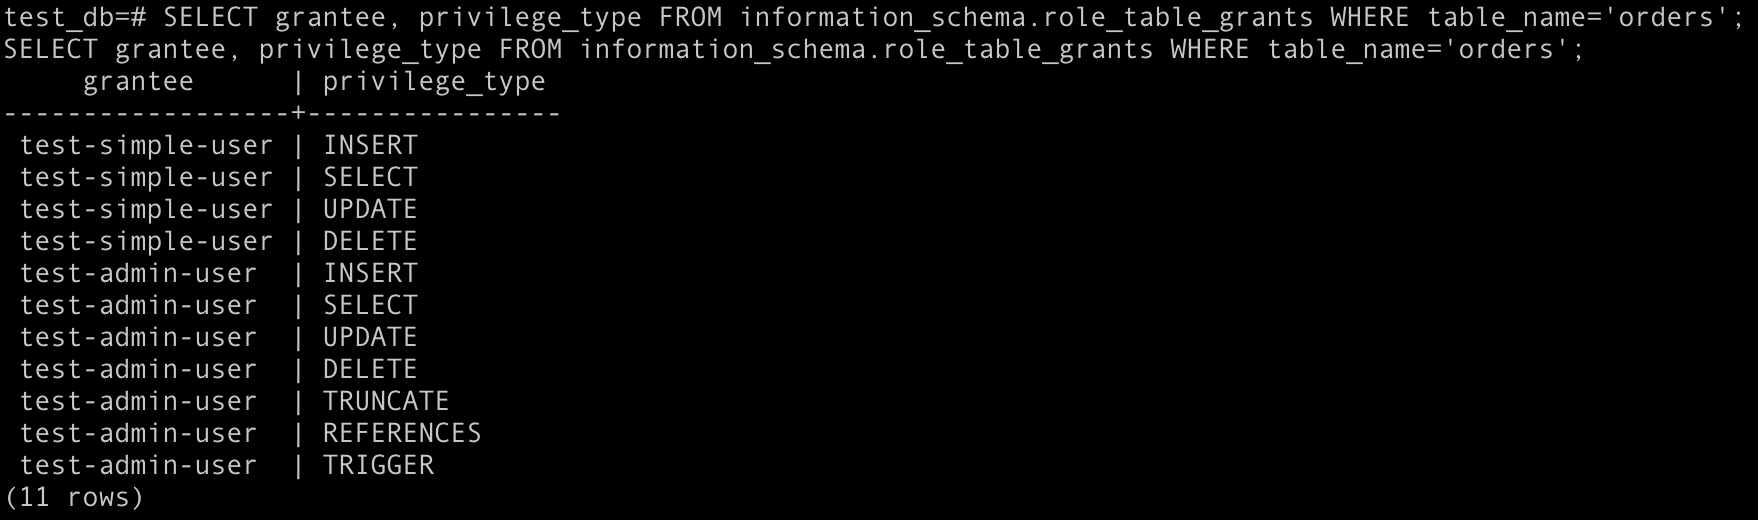 test_db=# SELECT grantee, privilege_type FROM information_schema.role_table_grants WHERE table_name='orders';
SELECT grantee, privilege_type FROM information_schema.role_table_grants WHERE table_name='orders';
     grantee      | privilege_type
------------------+----------------
 test-simple-user | INSERT
 test-simple-user | SELECT
 test-simple-user | UPDATE
 test-simple-user | DELETE
 test-admin-user  | INSERT
 test-admin-user  | SELECT
 test-admin-user  | UPDATE
 test-admin-user  | DELETE
 test-admin-user  | TRUNCATE
 test-admin-user  | REFERENCES
 test-admin-user  | TRIGGER
(11 rows)